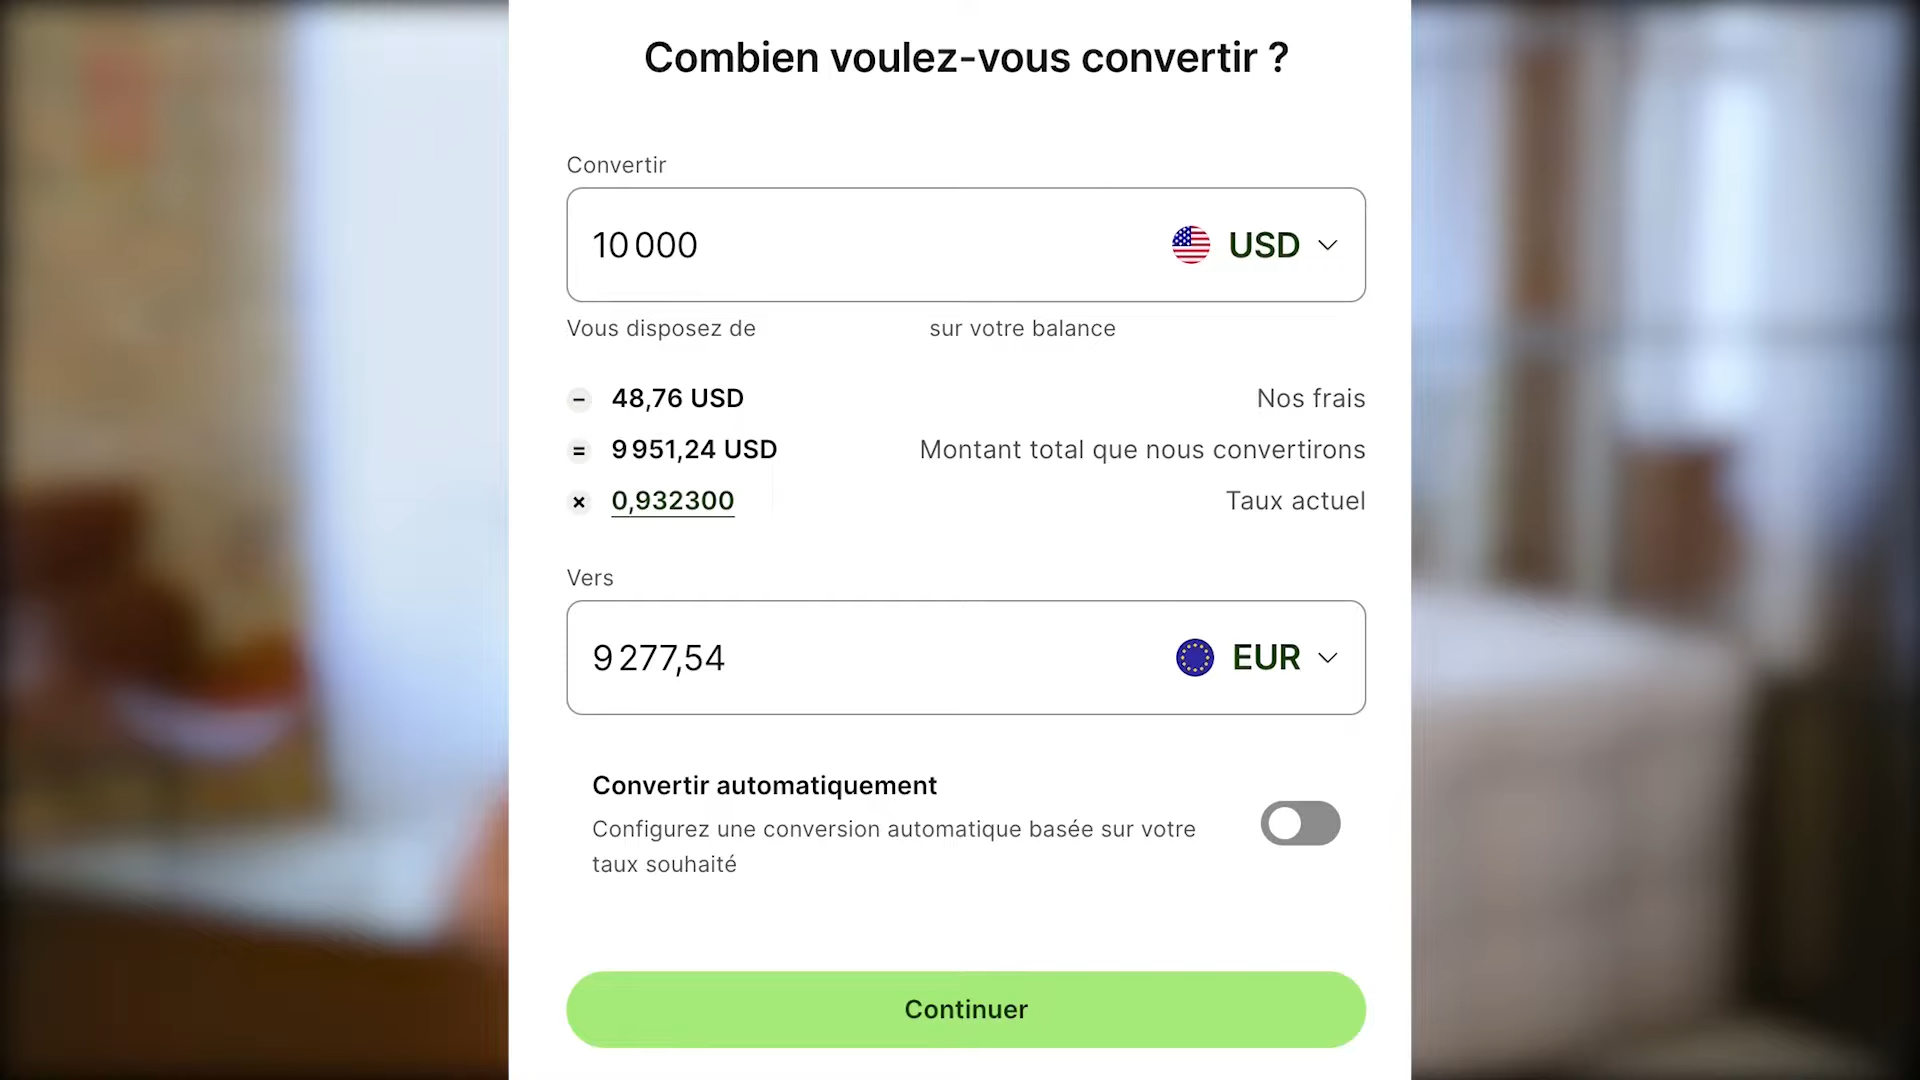 Combien voulez-vous convertir ?
Convertir
10 000 USD
Vous disposez de sur votre balance
− 48,76 USD Nos frais
= 9 951,24 USD Montant total que nous convertirons
× 0,932300 Taux actuel
Vers
9 277,54 EUR
Convertir automatiquement
Configurez une conversion automatique basée sur votre
taux souhaité
Continuer